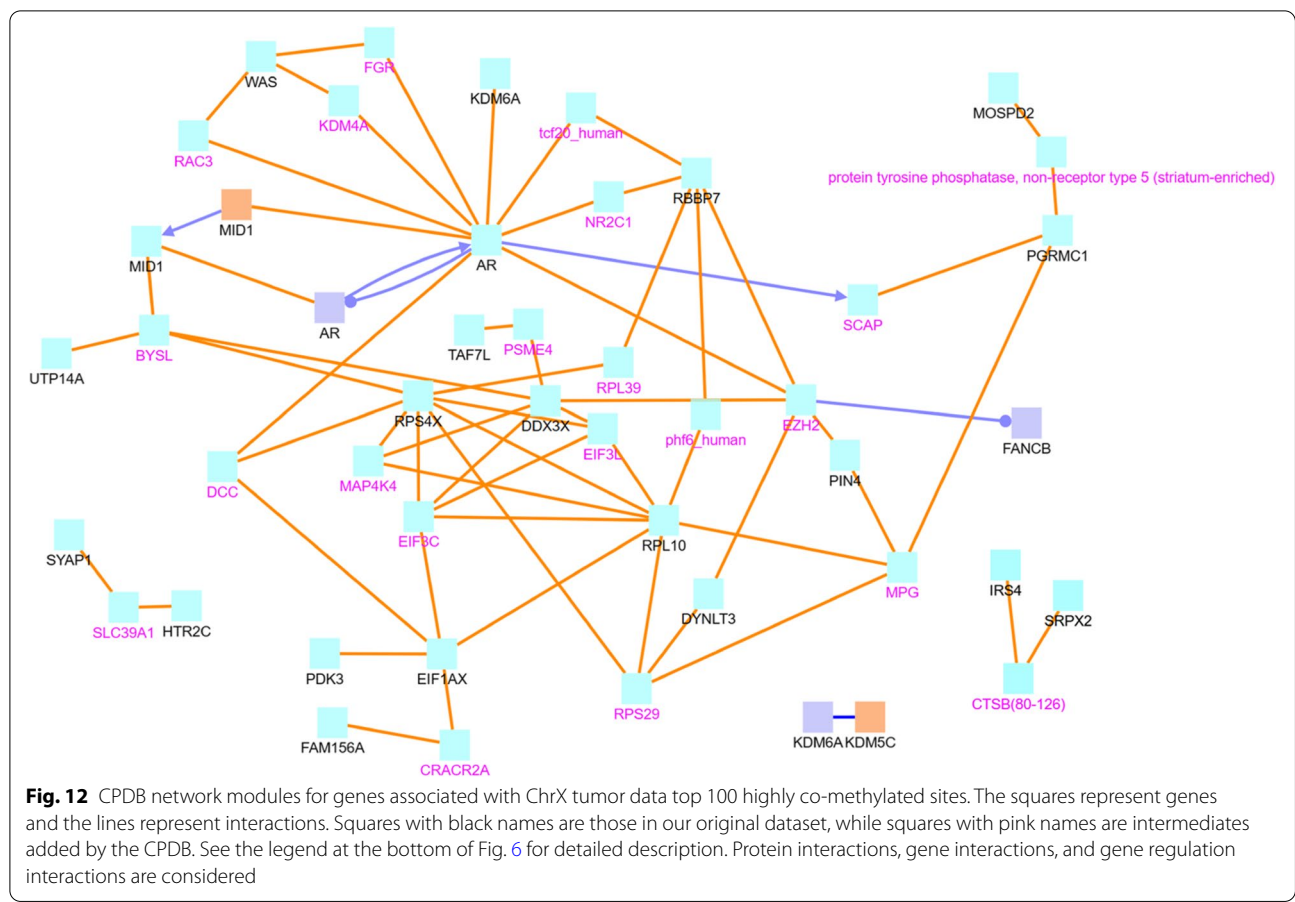 FGR
WAS
KDM6A
MOSPD2
KDM4A
tcf20_human
RAC3
protein tyrosine phosphatase, non-receptor type 5 (striatum-enriched)
RBBP7
NR2C1
MID1
PGRMC1
MID1
AR
SCAP
AR
TAF7L
PSME4
BYSL
UTP14A
RPL39
RPS4X
DDX3X
EZH2
phf6_human
FANCB
EIF3L
PIN4
DCC
MAP4K4
EIF3C
RPL10
SYAP1
IRS4
MPG
DYNLT3
SRPX2
SLC39A1
HTR2C
PDK3
EIF1AX
CTSB(80-126)
RPS29
KDM6A
KDM5C
FAM156A
CRACR2A
Fig. 12 CPDB network modules for genes associated with ChrX tumor data top 100 highly co-methylated sites. The squares represent genes
and the lines represent interactions. Squares with black names are those in our original dataset, while squares with pink names are intermediates
added by the CPDB. See the legend at the bottom of Fig. 6 for detailed description. Protein interactions, gene interactions, and gene regulation
interactions are considered